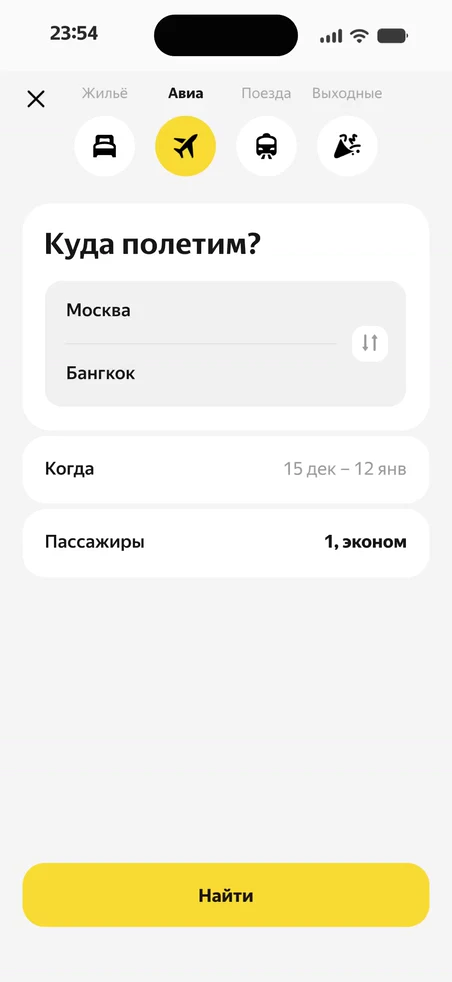 23:54
Жильё Авиа Поезда Выходные
Куда полетим?
Москва
Бангкок
Когда 15 дек – 12 янв
Пассажиры 1, эконом
Найти